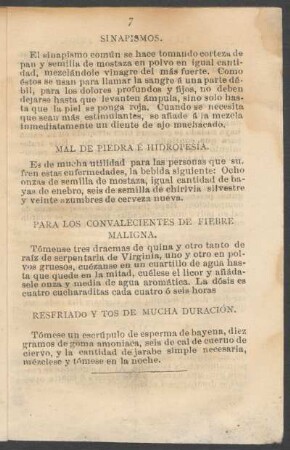 7
SINAPISMOS.
El sinapismo común se hace tomando corteza de
pan y semilla de mostaza en polvo en igual canti-
dad, mezclándole vinagre del más fuerte. Como
éstos se usan para llamar la sangre á una parte dé-
bil, para los dolores profundos y fijos, no deben
dejarse hasta que levanten ámpula, sino solo has-
ta que la piel se ponga roja. Cuando se necesita
que sean más estimulantes, se añade á la mezcla
inmediatamente un diente de ajo machacado.
MAL DE PIEDRA É HIDROPESÍA.
Es de mucha utilidad para las personas que su-
fren estas enfermedades, la bebida siguiente: Ocho
onzas de semilla de mostaza, igual cantidad de ba-
yas de enebro, seis de semilla de chirivia silvestre
y veinte azumbres de cerveza nueva.
PARA LOS CONVALECIENTES DE FIEBRE
MALIGNA.
Tómense tres dracmas de quina y otro tanto de
raíz de serpentaria de Virginia, uno y otro en pol-
vos gruesos, cuézanse en un cuartillo de agua has-
ta que quede en la mitad, cuélese el licor y añáda-
sele onza y media de agua aromática. La dósis es
cuatro cucharaditas cada cuatro ó seis horas
RESFRIADO Y TOS DE MUCHA DURACIÓN.
Tómese un escrúpulo de esperma de bayena, diez
gramos de goma amoniaca, seis de cal de cuerno de
ciervo, y la cantidad de jarabe simple necesaria,
mézclese y tómese en la noche.